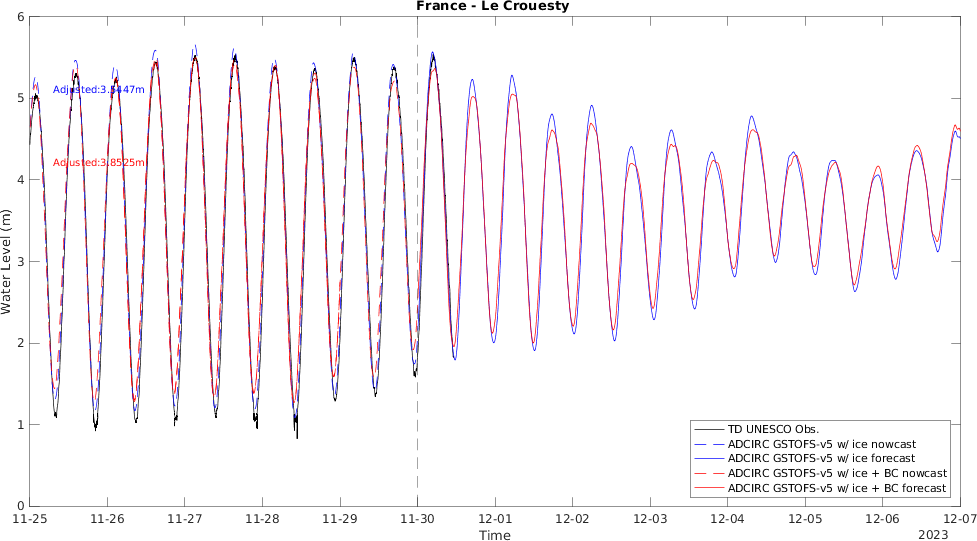 France - Le Crouesty
6
5
4
3
2
1
0
Water Level (m)
Adjusted:3.5447m
Adjusted:3.8525m
TD UNESCO Obs.
ADCIRC GSTOFS-v5 w/ ice nowcast
ADCIRC GSTOFS-v5 w/ ice forecast
ADCIRC GSTOFS-v5 w/ ice + BC nowcast
ADCIRC GSTOFS-v5 w/ ice + BC forecast
11-25 11-26 11-27 11-28 11-29 11-30 12-01 12-02 12-03 12-04 12-05 12-06 12-07
Time 2023